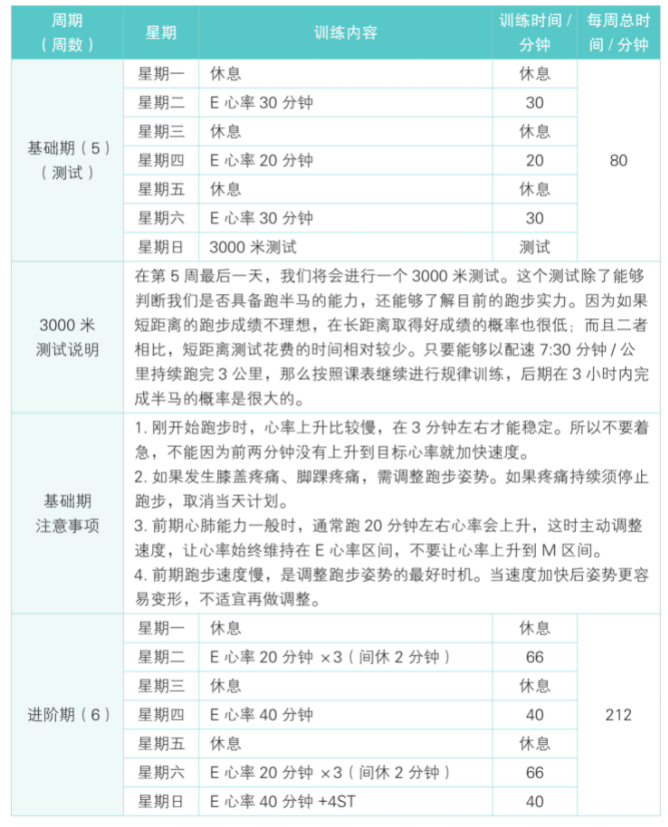 周期
（周数）
星期
训练内容
训练时间 /
分钟
每周总时
间 / 分钟
基础期（5）
（测试）
星期一 休息 休息
星期二 E 心率 30 分钟 30
星期三 休息 休息
星期四 E 心率 20 分钟 20
星期五 休息 休息
星期六 E 心率 30 分钟 30
星期日 3000 米测试 测试
80
3000 米
测试说明
在第 5 周最后一天，我们将会进行一个 3000 米测试。这个测试除了能够
判断我们是否具备跑半马的能力，还能够了解目前的跑步实力。因为如果
短距离的跑步成绩不理想，在长距离取得好成绩的概率也很低；而且二者
相比，短距离测试花费的时间相对较少。只要能够以配速 7:30 分钟 / 公
里持续跑完 3 公里，那么按照课表继续进行规律训练，后期在 3 小时内完
成半马的概率是很大的。
基础期
注意事项
1. 刚开始跑步时，心率上升比较慢，在 3 分钟左右才能稳定。所以不要着
急，不能因为前两分钟没有上升到目标心率就加快速度。
2. 如果发生膝盖疼痛、脚踝疼痛，需调整跑步姿势。如果疼痛持续须停止
跑步，取消当天计划。
3. 前期心肺能力一般时，通常跑 20 分钟左右心率会上升，这时主动调整
速度，让心率始终维持在 E 心率区间，不要让心率上升到 M 区间。
4. 前期跑步速度慢，是调整跑步姿势的最好时机。当速度加快后姿势更容
易变形，不适宜再做调整。
进阶期（6）
星期一 休息 休息
星期二 E 心率 20 分钟 ×3（间休 2 分钟） 66
星期三 休息 休息
星期四 E 心率 40 分钟 40
星期五 休息 休息
星期六 E 心率 20 分钟 ×3（间休 2 分钟） 66
星期日 E 心率 40 分钟 +4ST 40
212